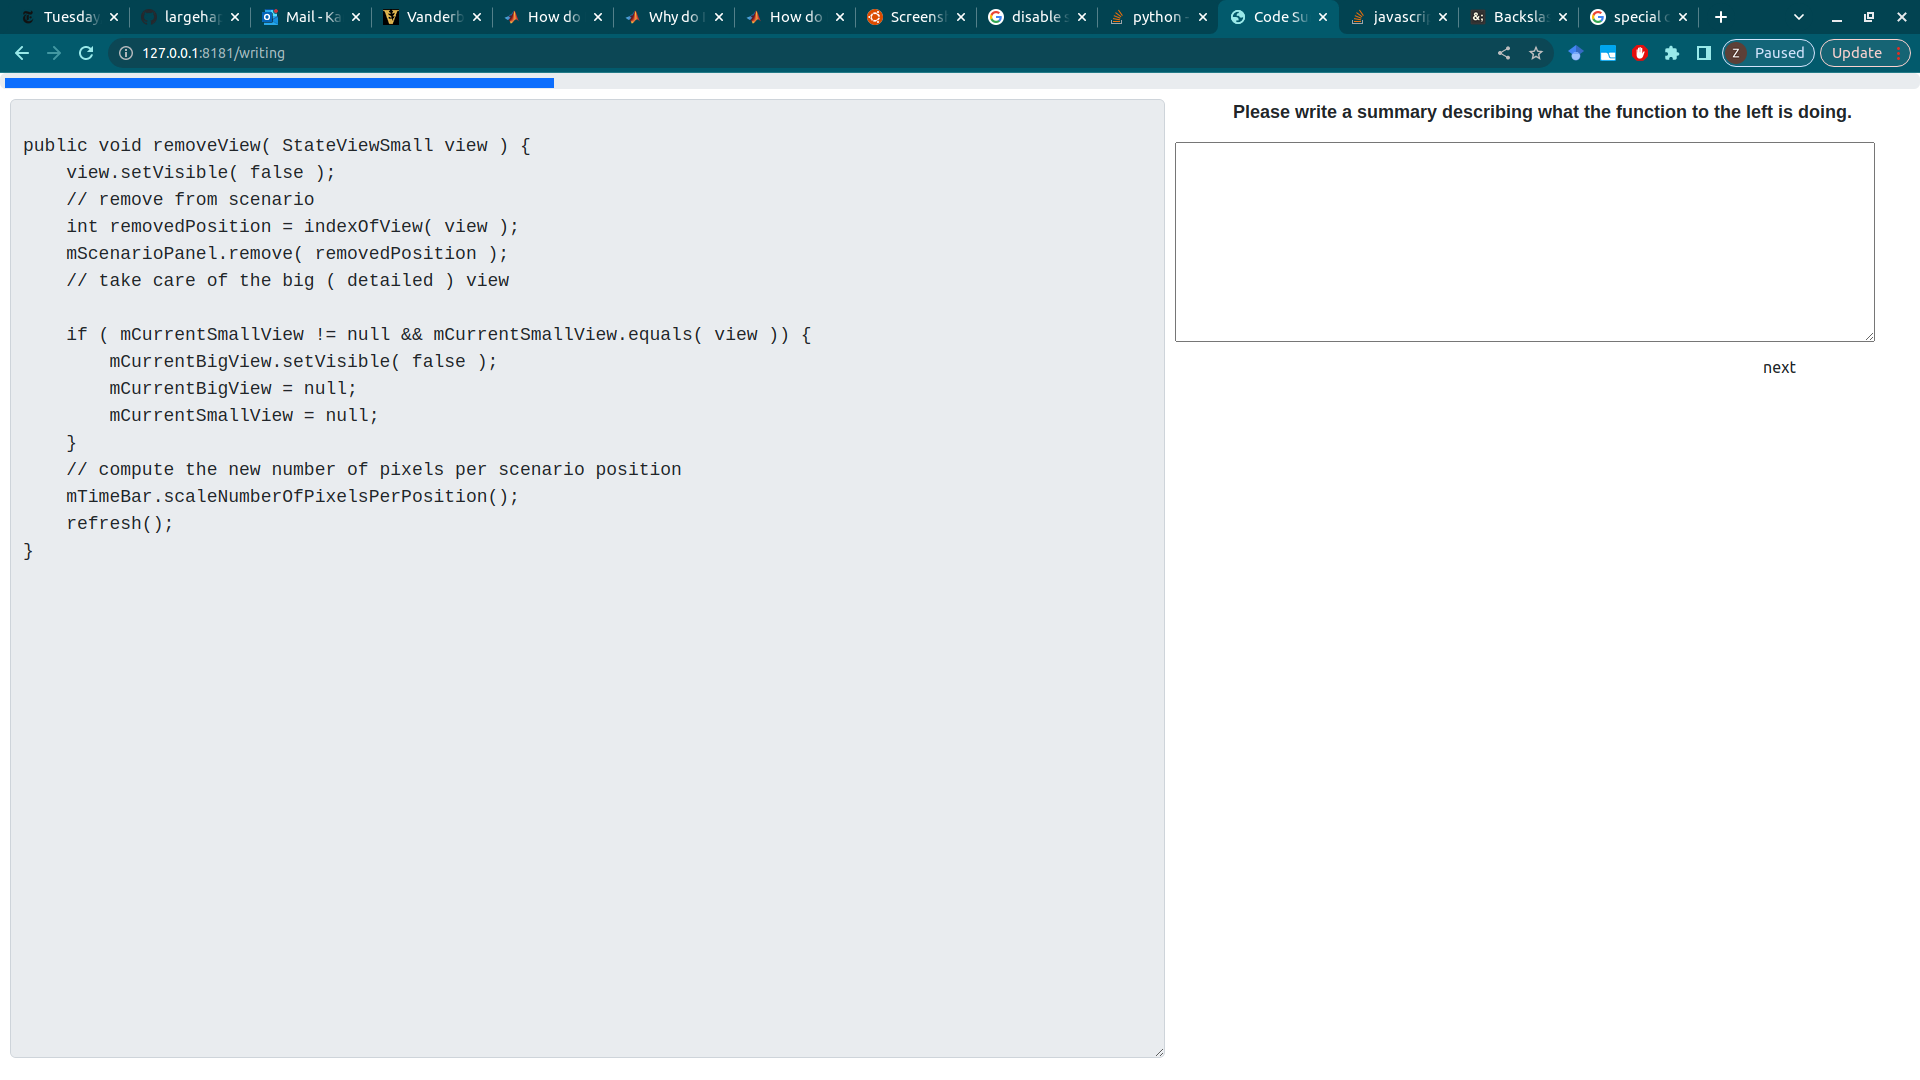 Tuesday
largehap
Mail - Ka
Vanderb
How do
Why do
How do
Screensh
disable s
python -
Code Su
javascrip
Backslas
special c
127.0.0.1:8181/writing
Z Paused
Update
public void removeView( StateViewSmall view ) {
    view.setVisible( false );
    // remove from scenario
    int removedPosition = indexOfView( view );
    mScenarioPanel.remove( removedPosition );
    // take care of the big ( detailed ) view
    if ( mCurrentSmallView != null && mCurrentSmallView.equals( view )) {
        mCurrentBigView.setVisible( false );
        mCurrentBigView = null;
        mCurrentSmallView = null;
    }
    // compute the new number of pixels per scenario position
    mTimeBar.scaleNumberOfPixelsPerPosition();
    refresh();
}
Please write a summary describing what the function to the left is doing.
next